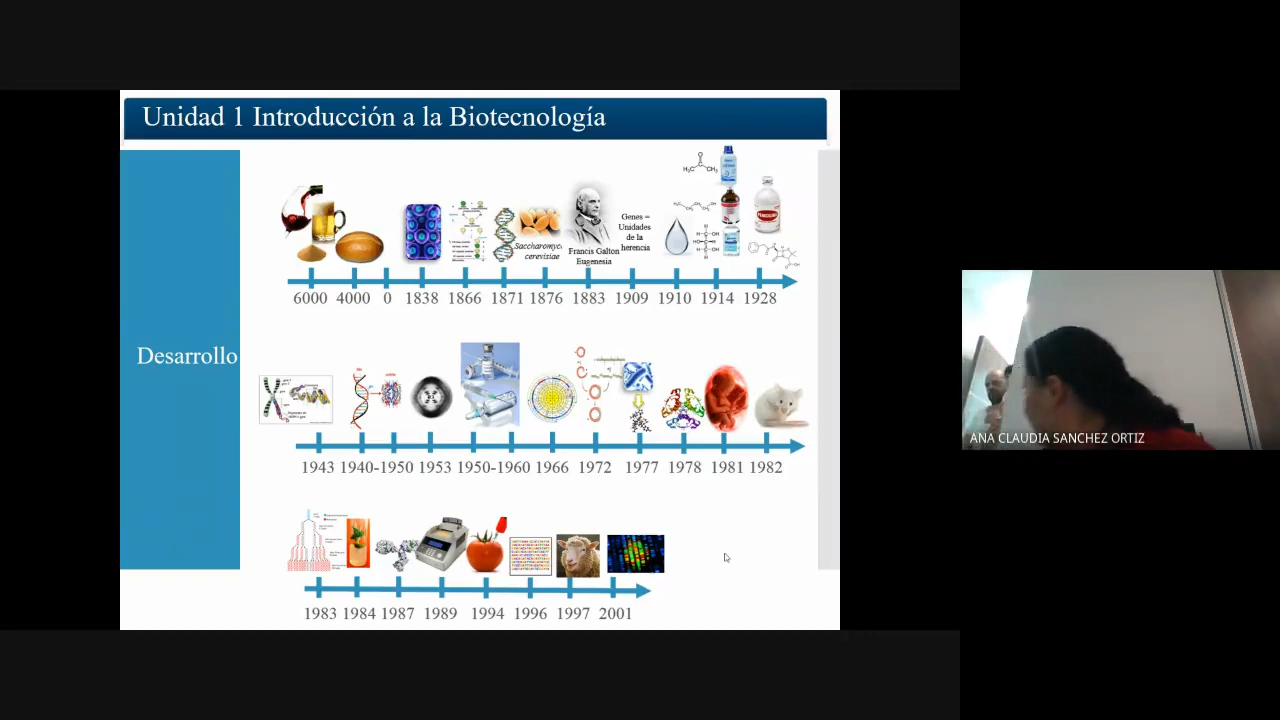 Unidad 1 Introducción a la Biotecnología
Desarrollo
Saccharomyc
cerevisiae
Francis Galton
Eugenesia
Genes =
Unidades
de la
herencia
PENICILINA
6000 4000 0 1838 1866 1871 1876 1883 1909 1910 1914 1928
1943 1940-1950 1953 1950-1960 1966 1972 1977 1978 1981 1982
1983 1984 1987 1989 1994 1996 1997 2001
ANA CLAUDIA SANCHEZ ORTIZ